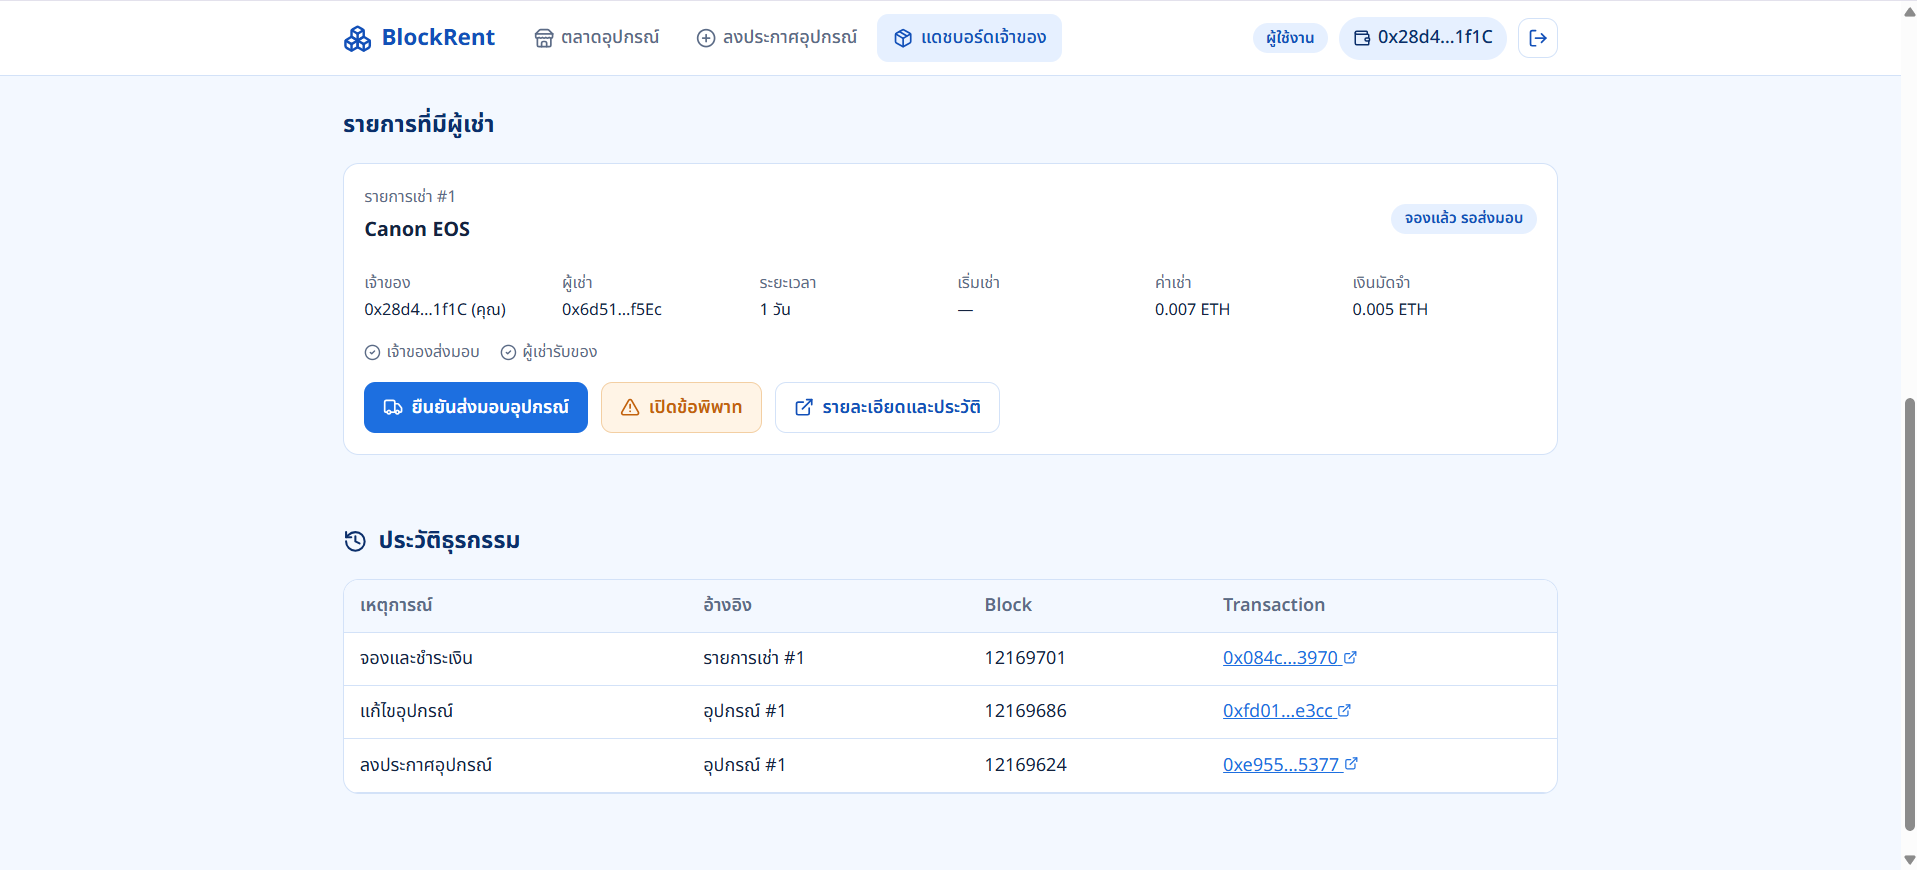 BlockRent ตลาดอุปกรณ์ ลงประกาศอุปกรณ์ แดชบอร์ดเจ้าของ ผู้ใช้งาน 0x28d4...1f1C
รายการที่มีผู้เช่า
รายการเช่า #1
Canon EOS
จองแล้ว รอส่งมอบ
เจ้าของ ผู้เช่า ระยะเวลา เริ่มเช่า ค่าเช่า เงินมัดจำ
0x28d4...1f1C (คุณ) 0x6d51...f5Ec 1 วัน — 0.007 ETH 0.005 ETH
เจ้าของส่งมอบ ผู้เช่ารับของ
ยืนยันส่งมอบอุปกรณ์ เปิดข้อพิพาท รายละเอียดและประวัติ
ประวัติธุรกรรม
เหตุการณ์ อ้างอิง Block Transaction
จองและชำระเงิน รายการเช่า #1 12169701 0x084c...3970
แก้ไขอุปกรณ์ อุปกรณ์ #1 12169686 0xfd01...e3cc
ลงประกาศอุปกรณ์ อุปกรณ์ #1 12169624 0xe955...5377